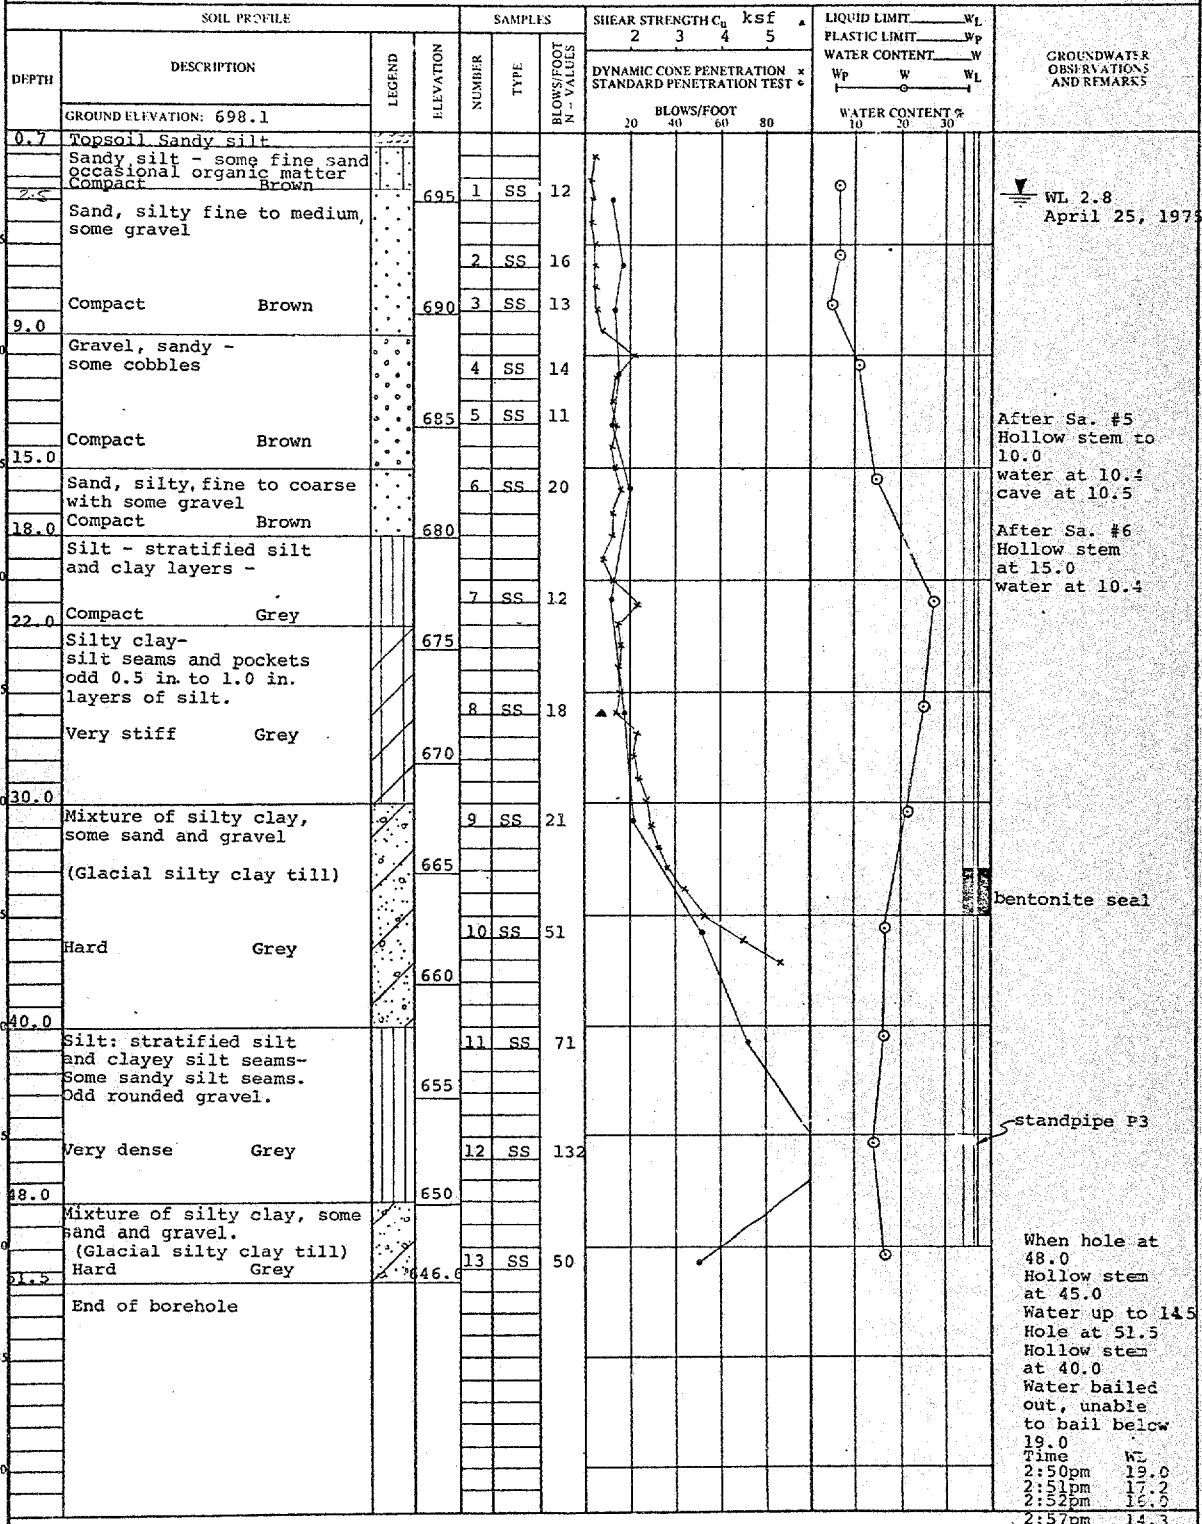 SOIL PROFILE
SAMPLES
SHEAR STRENGTH Cu ksf ▲
2 3 4 5
LIQUID LIMIT WL
PLASTIC LIMIT WP
WATER CONTENT W
WP W WL
GROUNDWATER
OBSERVATIONS
AND REMARKS
DEPTH
DESCRIPTION
LEGEND
ELEVATION
NUMBER
TYPE
BLOWS/FOOT
N - VALUES
DYNAMIC CONE PENETRATION x
STANDARD PENETRATION TEST
BLOWS/FOOT
20 40 60 80
WATER CONTENT %
10 20 30
GROUND ELEVATION: 698.1
0.7 Topsoil Sandy silt
Sandy silt - some fine sand
occasional organic matter
Compact Brown
2.5
695 1 SS 12
WL 2.8
April 25, 1975
Sand, silty fine to medium,
some gravel
2 SS 16
Compact Brown 690 3 SS 13
9.0
Gravel, sandy -
some cobbles
4 SS 14
685 5 SS 11
Compact Brown
15.0
After Sa. #5
Hollow stem to
10.0
water at 10.4
cave at 10.5
Sand, silty, fine to coarse
with some gravel
6 SS 20
Compact Brown
18.0 680
After Sa. #6
Hollow stem
at 15.0
water at 10.4
Silt - stratified silt
and clay layers -
7 SS 12
Compact Grey
22.0
Silty clay-
675
silt seams and pockets
odd 0.5 in. to 1.0 in.
layers of silt.
8 SS 18
Very stiff Grey
670
30.0
Mixture of silty clay,
some sand and gravel
9 SS 21
(Glacial silty clay till)
665
bentonite seal
10 SS 51
Hard Grey
660
40.0
Silt: stratified silt
and clayey silt seams-
Some sandy silt seams.
Odd rounded gravel.
11 SS 71
655
standpipe P3
Very dense Grey 12 SS 132
48.0 650
Mixture of silty clay, some
sand and gravel.
(Glacial silty clay till)
Hard Grey
13 SS 50
51.5 646.6
End of borehole
When hole at
48.0
Hollow stem
at 45.0
Water up to 14.5
Hole at 51.5
Hollow stem
at 40.0
Water bailed
out, unable
to bail below
19.0
Time WL
2:50pm 19.0
2:51pm 17.2
2:52pm 16.0
2:57pm 14.3